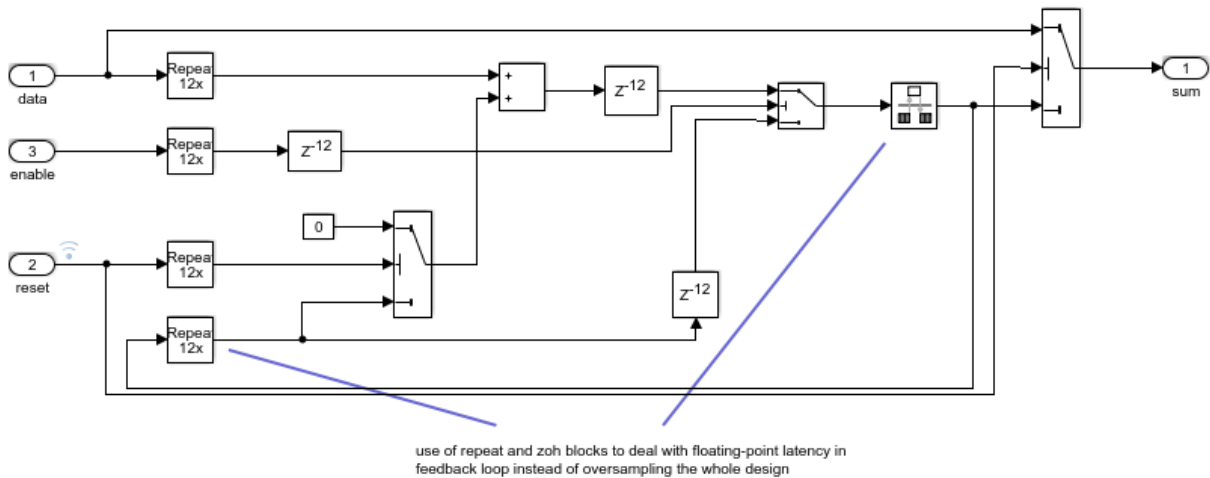 1
data
Repeat
12x
+
+
z-12
1
sum
3
enable
Repeat
12x
z-12
0
2
reset
Repeat
12x
z-12
Repeat
12x
use of repeat and zoh blocks to deal with floating-point latency in
feedback loop instead of oversampling the whole design